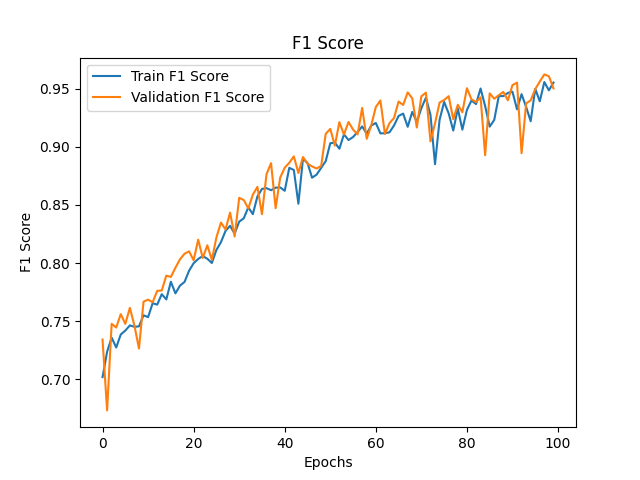 F1 Score
Train F1 Score
Validation F1 Score
0.95
0.90
0.85
0.80
0.75
0.70
F1 Score
0 20 40 60 80 100
Epochs